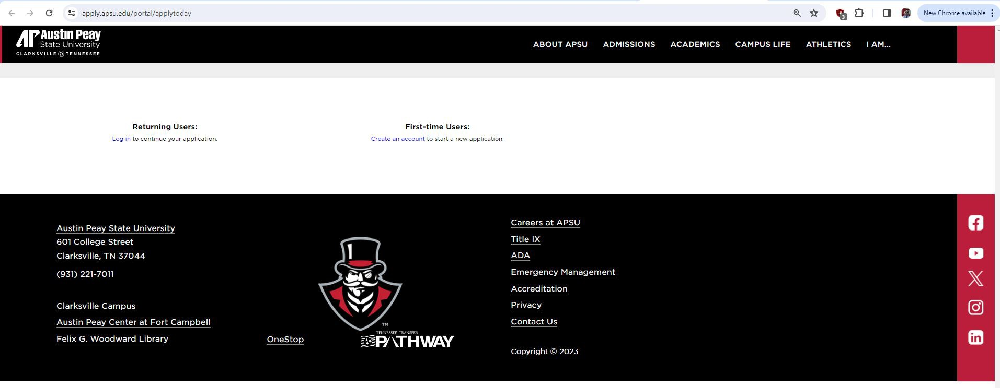 apply.apsu.edu/portal/applytoday
3
New Chrome available
AP Austin Peay
State University
CLARKSVILLE TENNESSEE
ABOUT APSU ADMISSIONS ACADEMICS CAMPUS LIFE ATHLETICS I AM...
Returning Users:
Log in to continue your application.
First-time Users:
Create an account to start a new application.
Austin Peay State University
601 College Street
Clarksville, TN 37044
(931) 221-7011
Clarksville Campus
Austin Peay Center at Fort Campbell
Felix G. Woodward Library
OneStop
TM
TENNESSEE TRANSFER
PATHWAY
Careers at APSU
Title IX
ADA
Emergency Management
Accreditation
Privacy
Contact Us
Copyright © 2023